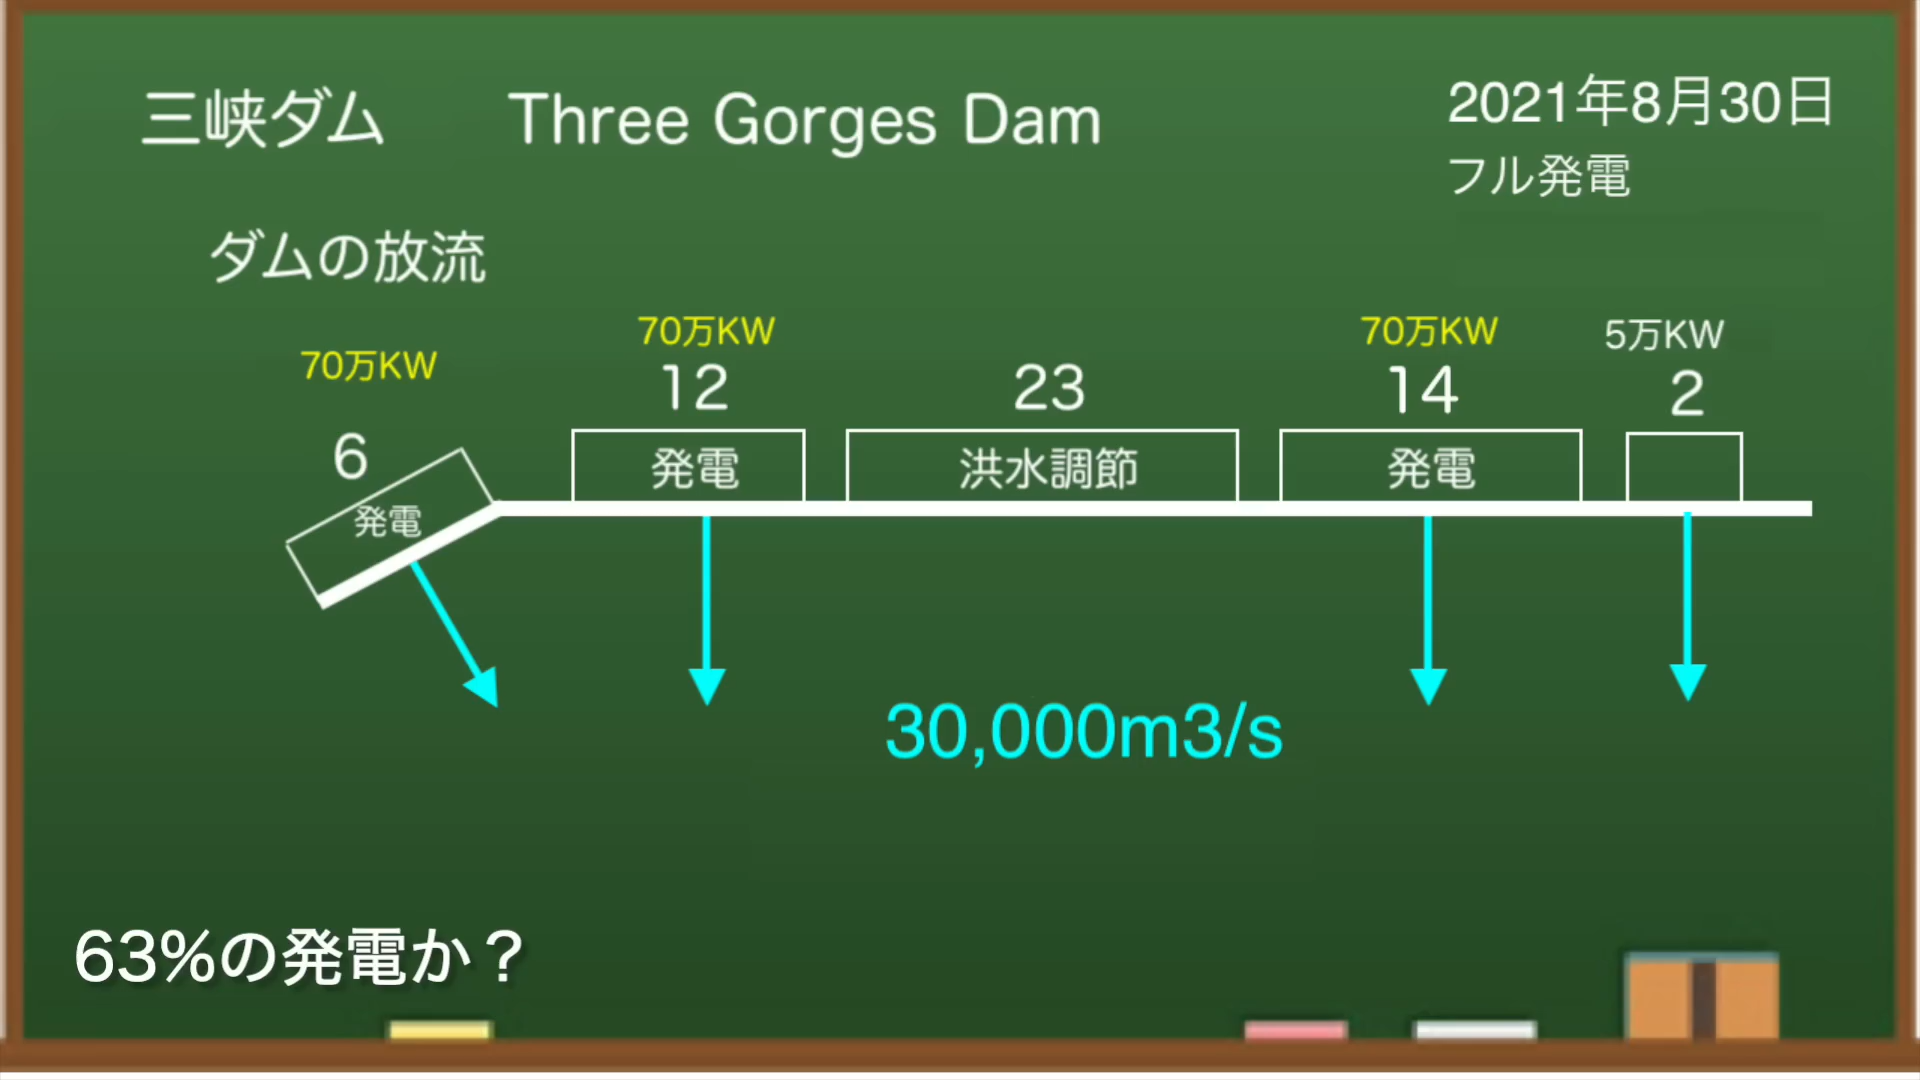 三峡ダム Three Gorges Dam
2021年8月30日
フル発電
ダムの放流
70万KW
70万KW
70万KW
5万KW
6
12
23
14
2
発電
発電
洪水調節
発電
30,000m3/s
63%の発電か？